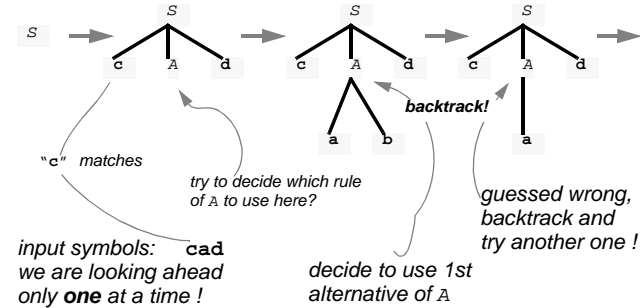 S
S
c A d
S
c A d
a b
S
c A d
a
backtrack!
"c" matches
try to decide which rule
of A to use here?
input symbols: cad
we are looking ahead
only one at a time !
decide to use 1st
alternative of A
guessed wrong,
backtrack and
try another one !